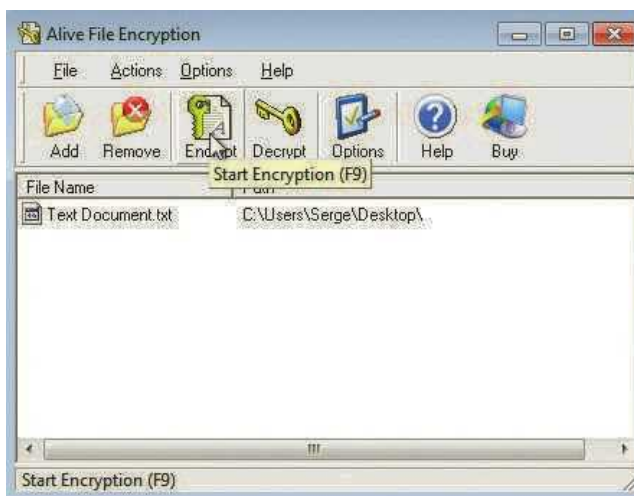 Alive File Encryption
File Actions Options Help
Add Remove Encrypt Decrypt Options Help Buy
Start Encryption (F9)
File Name
Text Document.txt C:\Users\Serge\Desktop\
Start Encryption (F9)